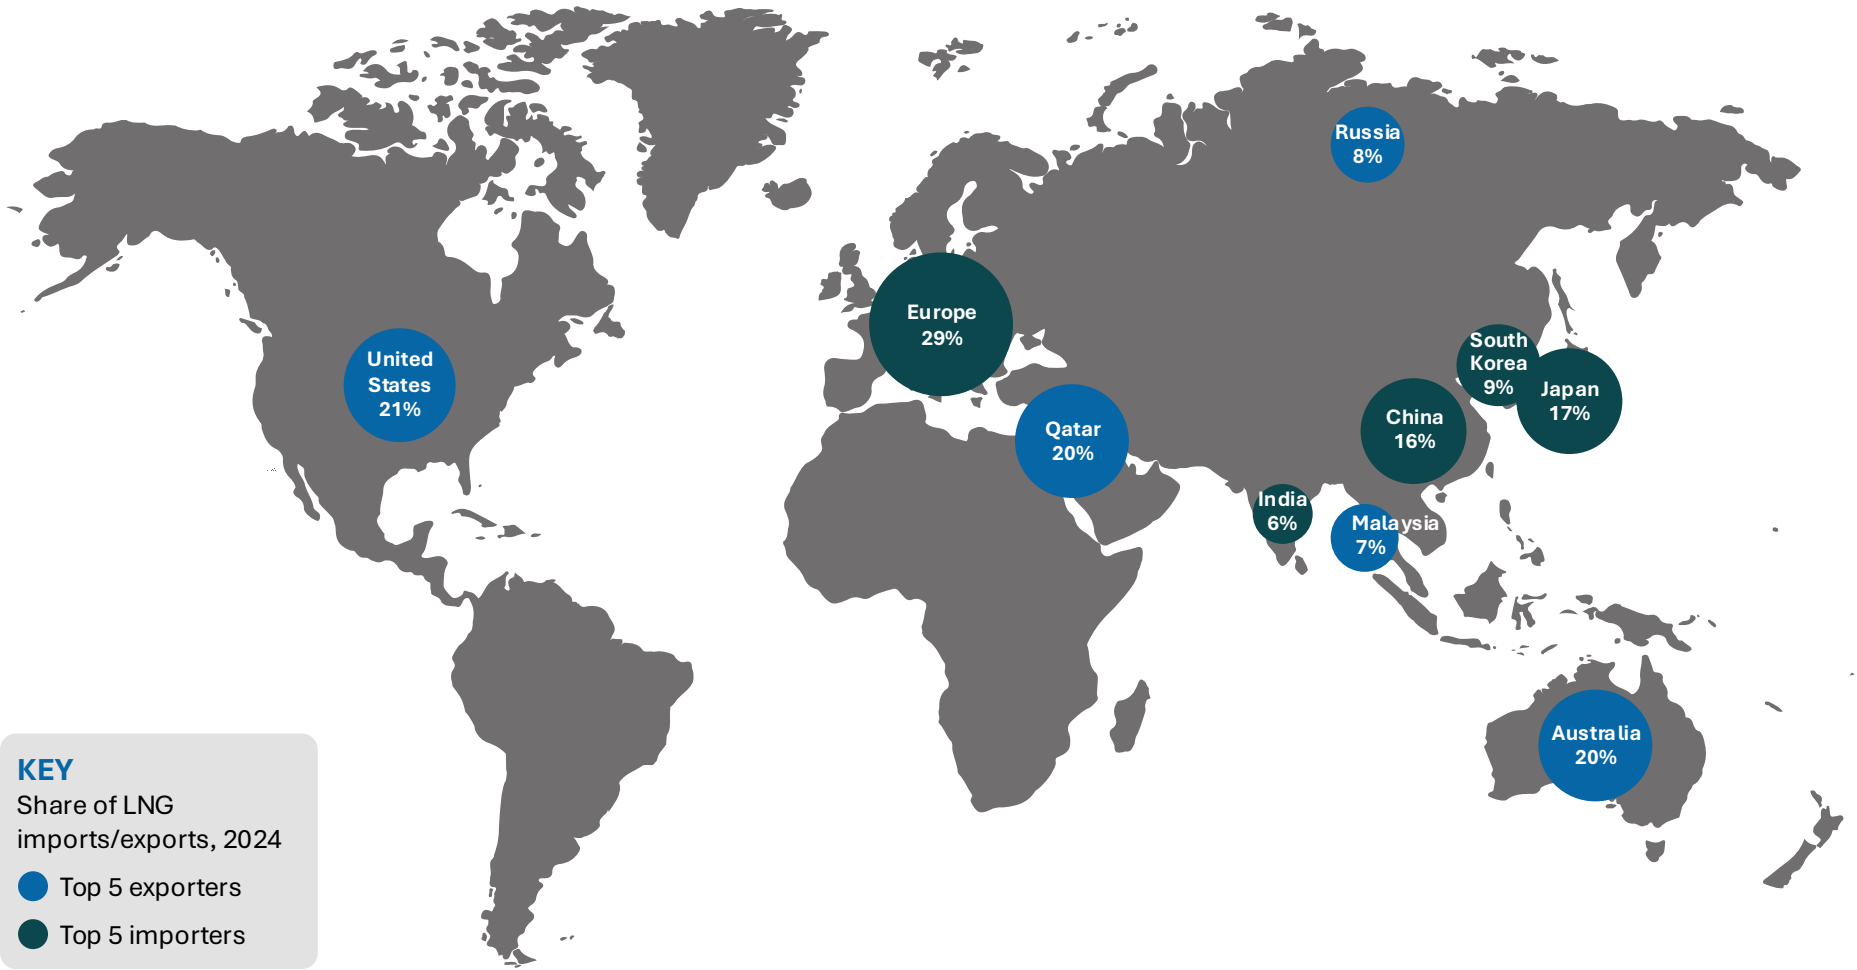 Russia
8%
Europe
29%
United
States
21%
South
Korea
9%
Japan
17%
China
16%
Qatar
20%
India
6%
Malaysia
7%
Australia
20%
KEY
Share of LNG
imports/exports, 2024
Top 5 exporters
Top 5 importers